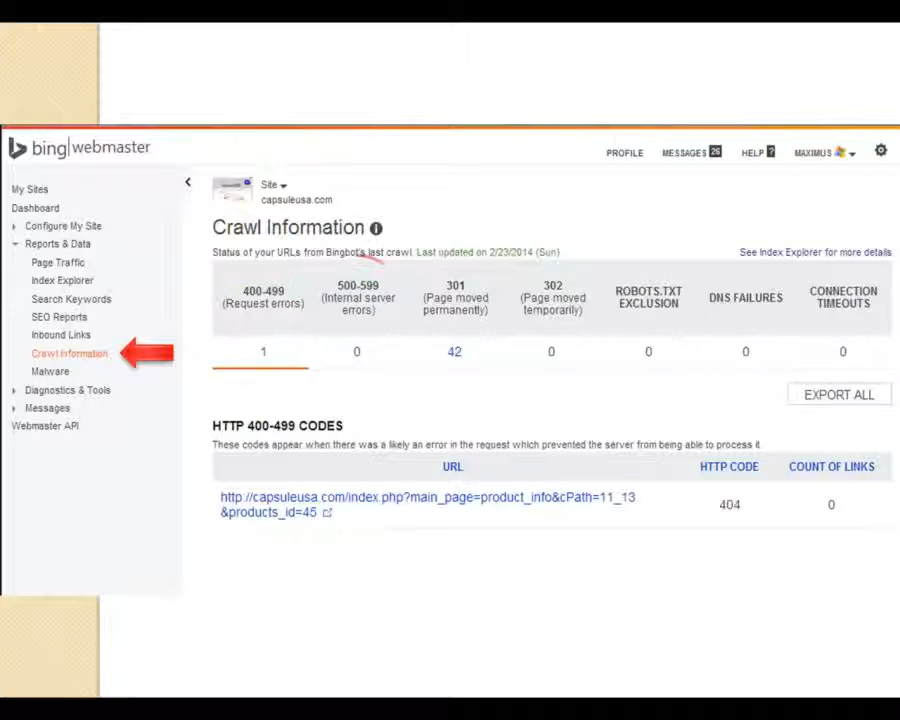 bing webmaster
PROFILE MESSAGES 26 HELP ? MAXIMUS
My Sites
Dashboard
Configure My Site
Reports & Data
Page Traffic
Index Explorer
Search Keywords
SEO Reports
Inbound Links
Crawl Information
Malware
Diagnostics & Tools
Messages
Webmaster API
Site
capsuleusa.com
Crawl Information
Status of your URLs from Bingbot's last crawl. Last updated on 2/23/2014 (Sun)
See Index Explorer for more details
400-499
(Request errors)
500-599
(Internal server
errors)
301
(Page moved
permanently)
302
(Page moved
temporarily)
ROBOTS.TXT
EXCLUSION
DNS FAILURES
CONNECTION
TIMEOUTS
1 0 42 0 0 0 0
EXPORT ALL
HTTP 400-499 CODES
These codes appear when there was a likely an error in the request which prevented the server from being able to process it
URL HTTP CODE COUNT OF LINKS
http://capsuleusa.com/index.php?main_page=product_info&cPath=11_13
&products_id=45
404 0